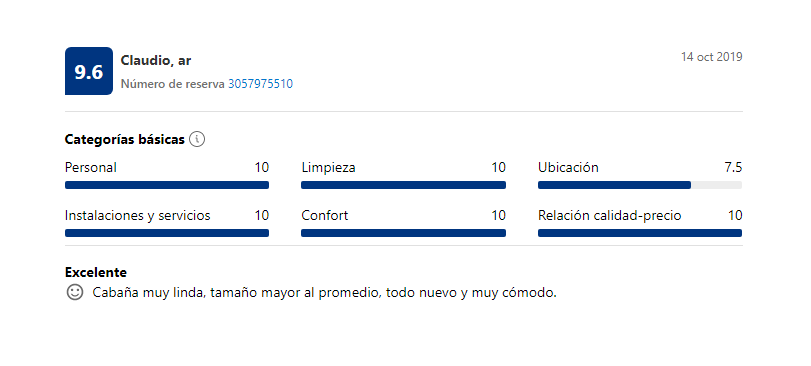 9.6
Claudio, ar
14 oct 2019
Número de reserva 3057975510
Categorías básicas
Personal 10
Limpieza 10
Ubicación 7.5
Instalaciones y servicios 10
Confort 10
Relación calidad-precio 10
Excelente
Cabaña muy linda, tamaño mayor al promedio, todo nuevo y muy cómodo.